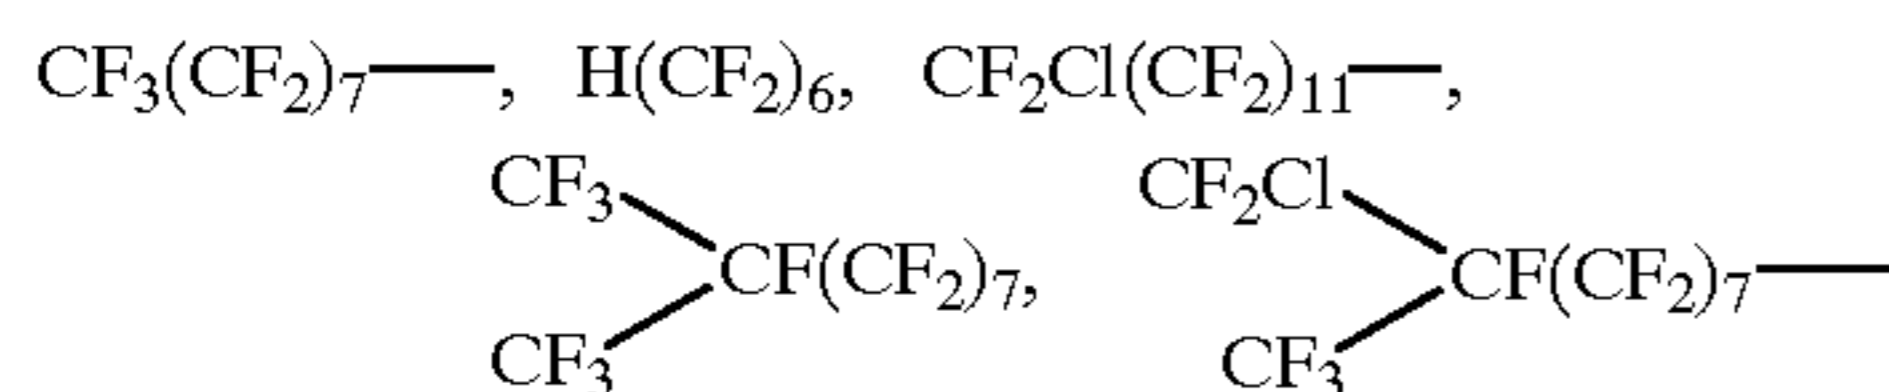 CF₃(CF₂)₇—, H(CF₂)₆, CF₂Cl(CF₂)₁₁—,
CF₃ CF₂Cl
CF(CF₂)₇, CF(CF₂)₇—
CF₃ CF₃